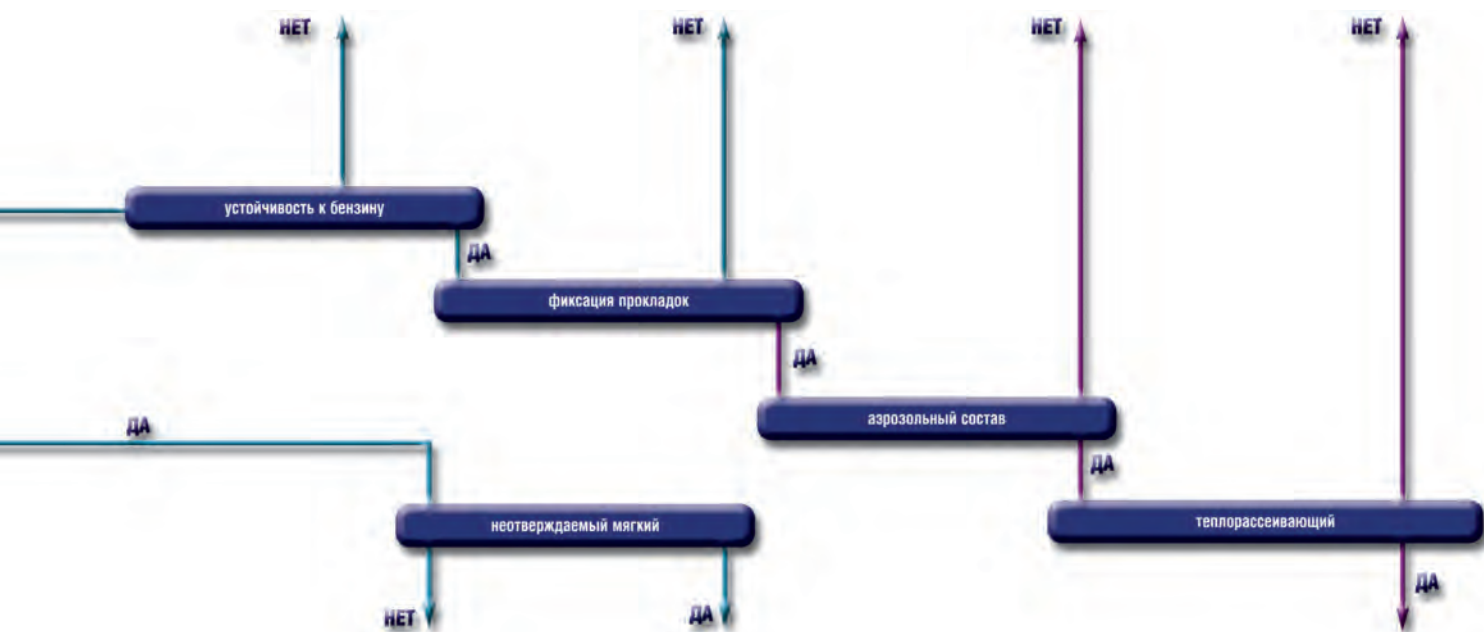 НЕТ
НЕТ
НЕТ
НЕТ
устойчивость к бензину
ДА
фиксация прокладок
ДА
аэрозольный состав
ДА
ДА
неотверждаемый мягкий
теплорассеивающий
ДА
НЕТ
ДА